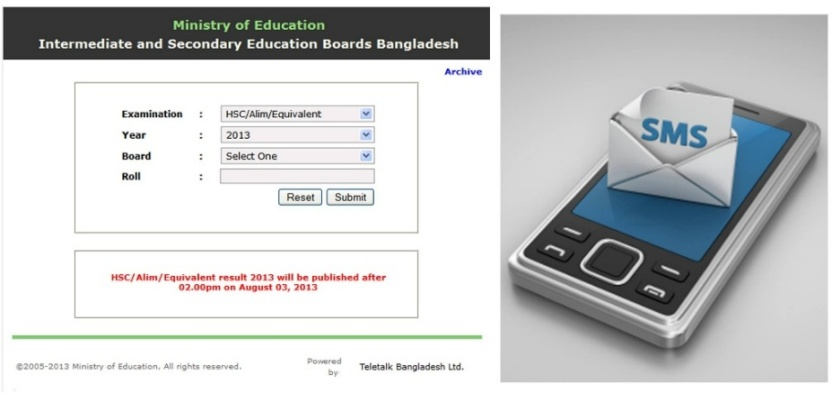 Ministry of Education
Intermediate and Secondary Education Boards Bangladesh
Archive
Examination : HSC/Alim/Equivalent
Year : 2013
Board : Select One
Roll :
Reset Submit
HSC/Alim/Equivalent result 2013 will be published after
02.00pm on August 03, 2013
©2005-2013 Ministry of Education, All rights reserved.
Powered
by
Teletalk Bangladesh Ltd.
SMS